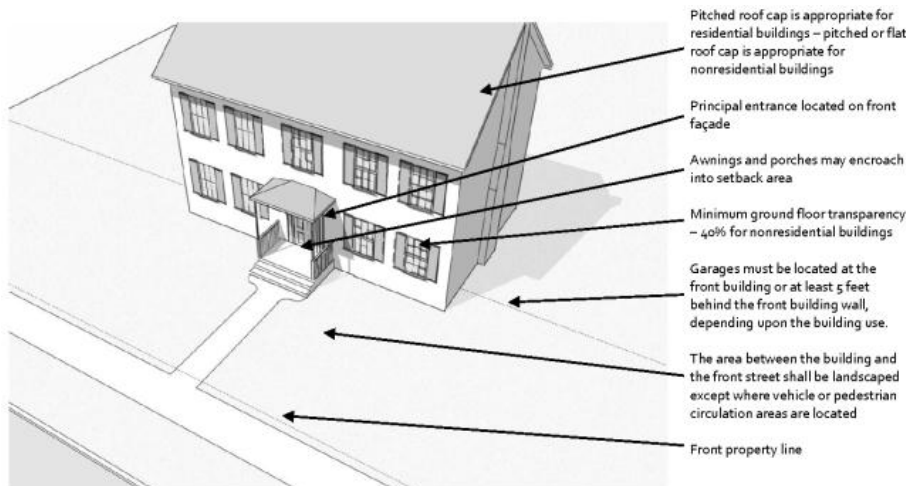 Pitched roof cap is appropriate for
residential buildings – pitched or flat
roof cap is appropriate for
nonresidential buildings
Principal entrance located on front
façade
Awnings and porches may encroach
into setback area
Minimum ground floor transparency
– 40% for nonresidential buildings
Garages must be located at the
front building or at least 5 feet
behind the front building wall,
depending upon the building use.
The area between the building and
the front street shall be landscaped
except where vehicle or pedestrian
circulation areas are located
Front property line